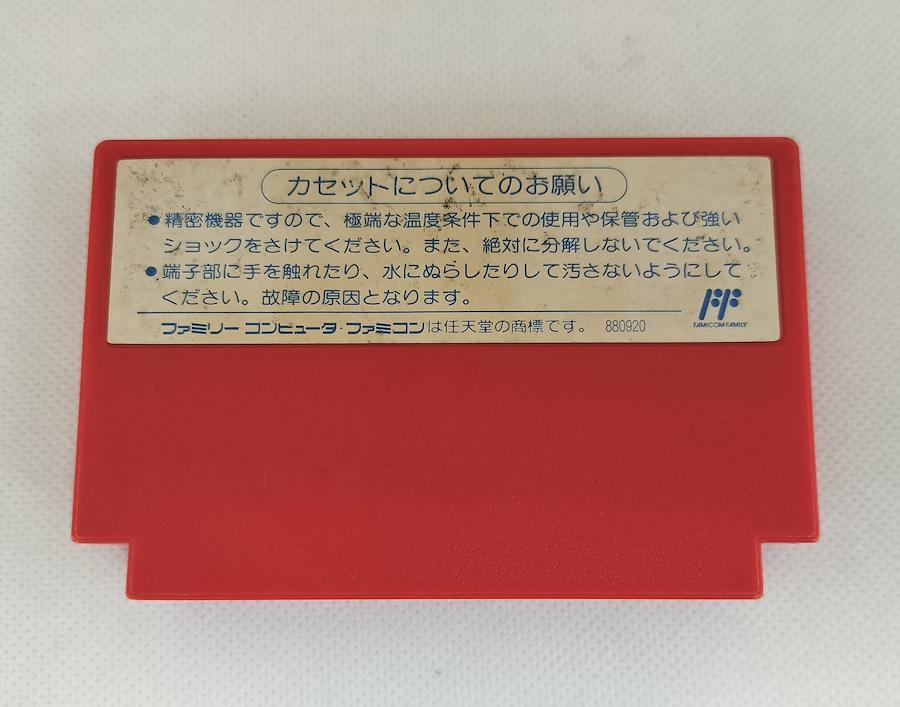 カセットについてのお願い
●精密機器ですので、極端な温度条件下での使用や保管および強い
ショックをさけてください。また、絶対に分解しないでください。
●端子部に手を触れたり、水にぬらしたりして汚さないようにして
ください。故障の原因となります。
FAMICOM FAMILY
ファミリー コンピュータ・ファミコンは任天堂の商標です。 880920